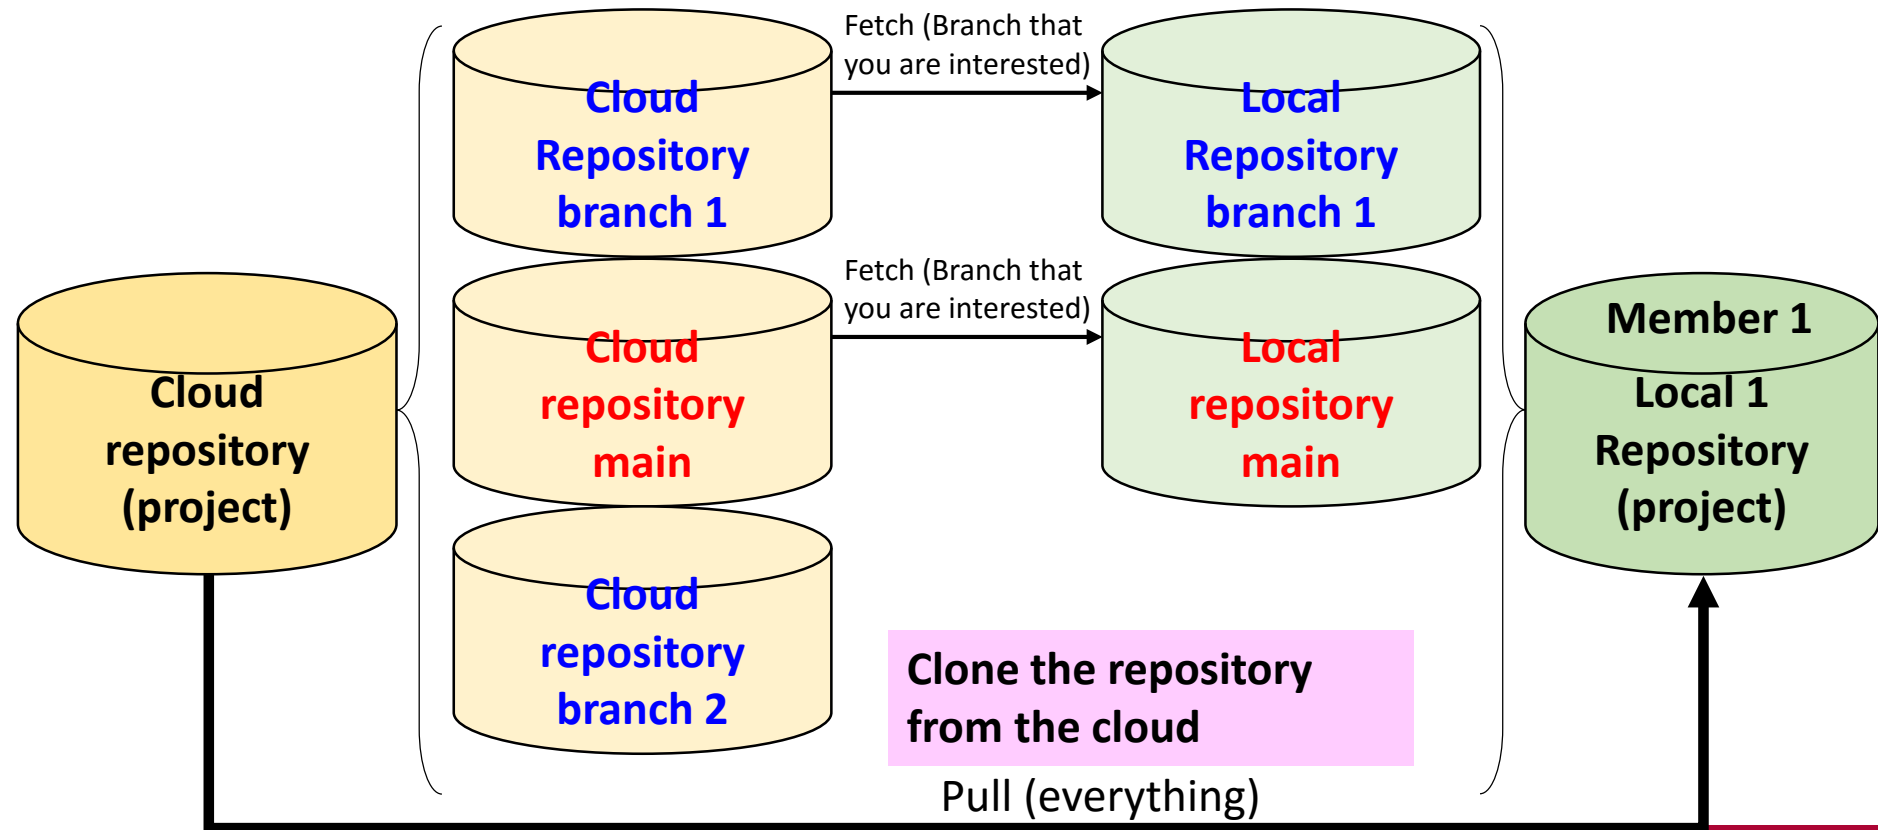 Cloud
repository
(project)
Cloud
Repository
branch 1
Fetch (Branch that
you are interested)
Local
Repository
branch 1
Cloud
repository
main
Fetch (Branch that
you are interested)
Local
repository
main
Cloud
repository
branch 2
Member 1
Local 1
Repository
(project)
Clone the repository
from the cloud
Pull (everything)